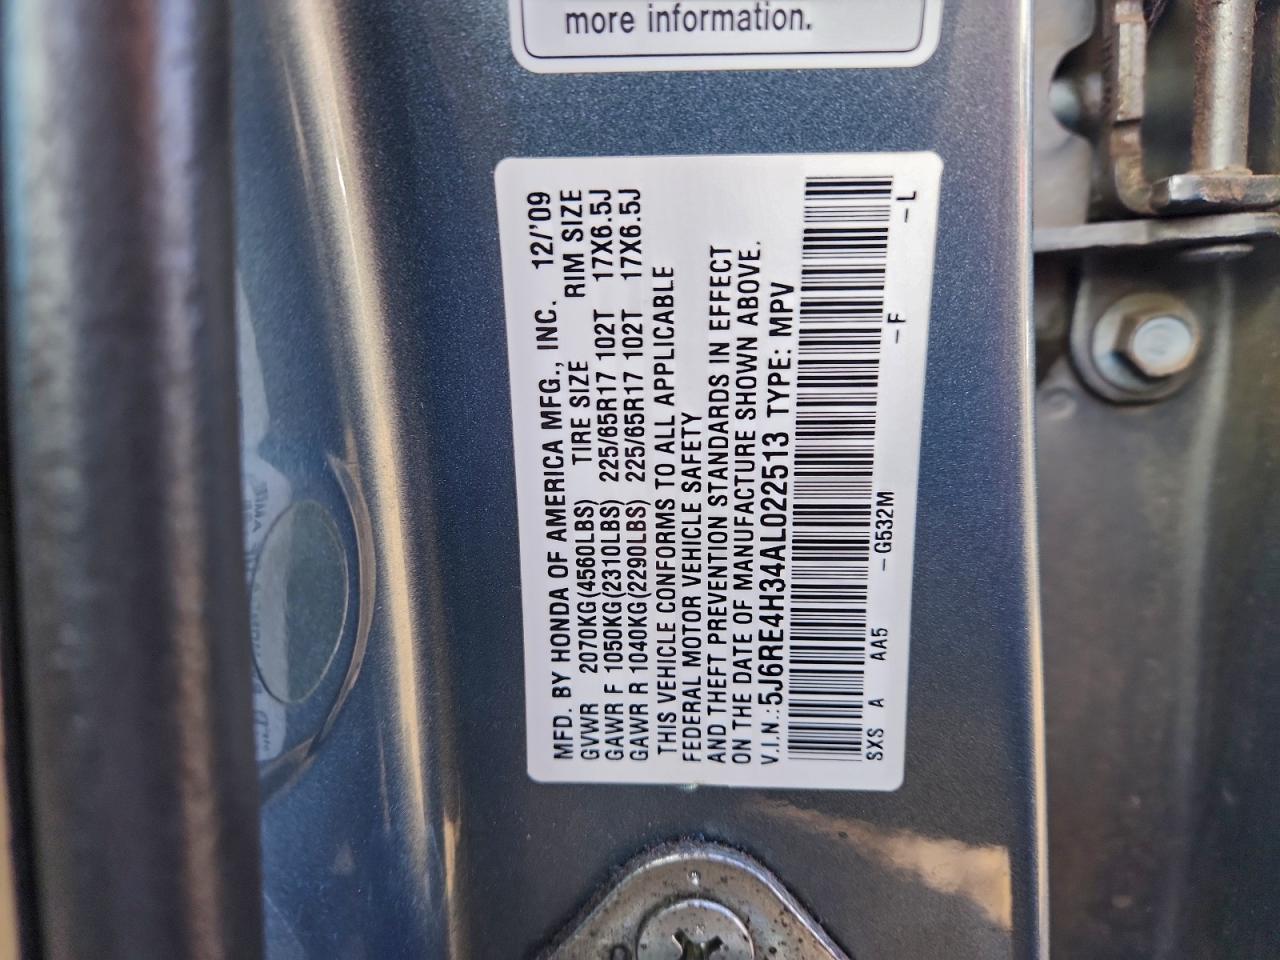 more information.
MFD. BY HONDA OF AMERICA MFG., INC. 12/'09
GVWR 2070KG(4560LBS) TIRE SIZE RIM SIZE
GAWR F 1050KG(2310LBS) 225/65R17 102T 17X6.5J
GAWR R 1040KG(2290LBS) 225/65R17 102T 17X6.5J
THIS VEHICLE CONFORMS TO ALL APPLICABLE
FEDERAL MOTOR VEHICLE SAFETY
AND THEFT PREVENTION STANDARDS IN EFFECT
ON THE DATE OF MANUFACTURE SHOWN ABOVE.
V.I.N.:5J6RE4H34AL022513 TYPE: MPV
SXS A AA5 -G532M -F -L